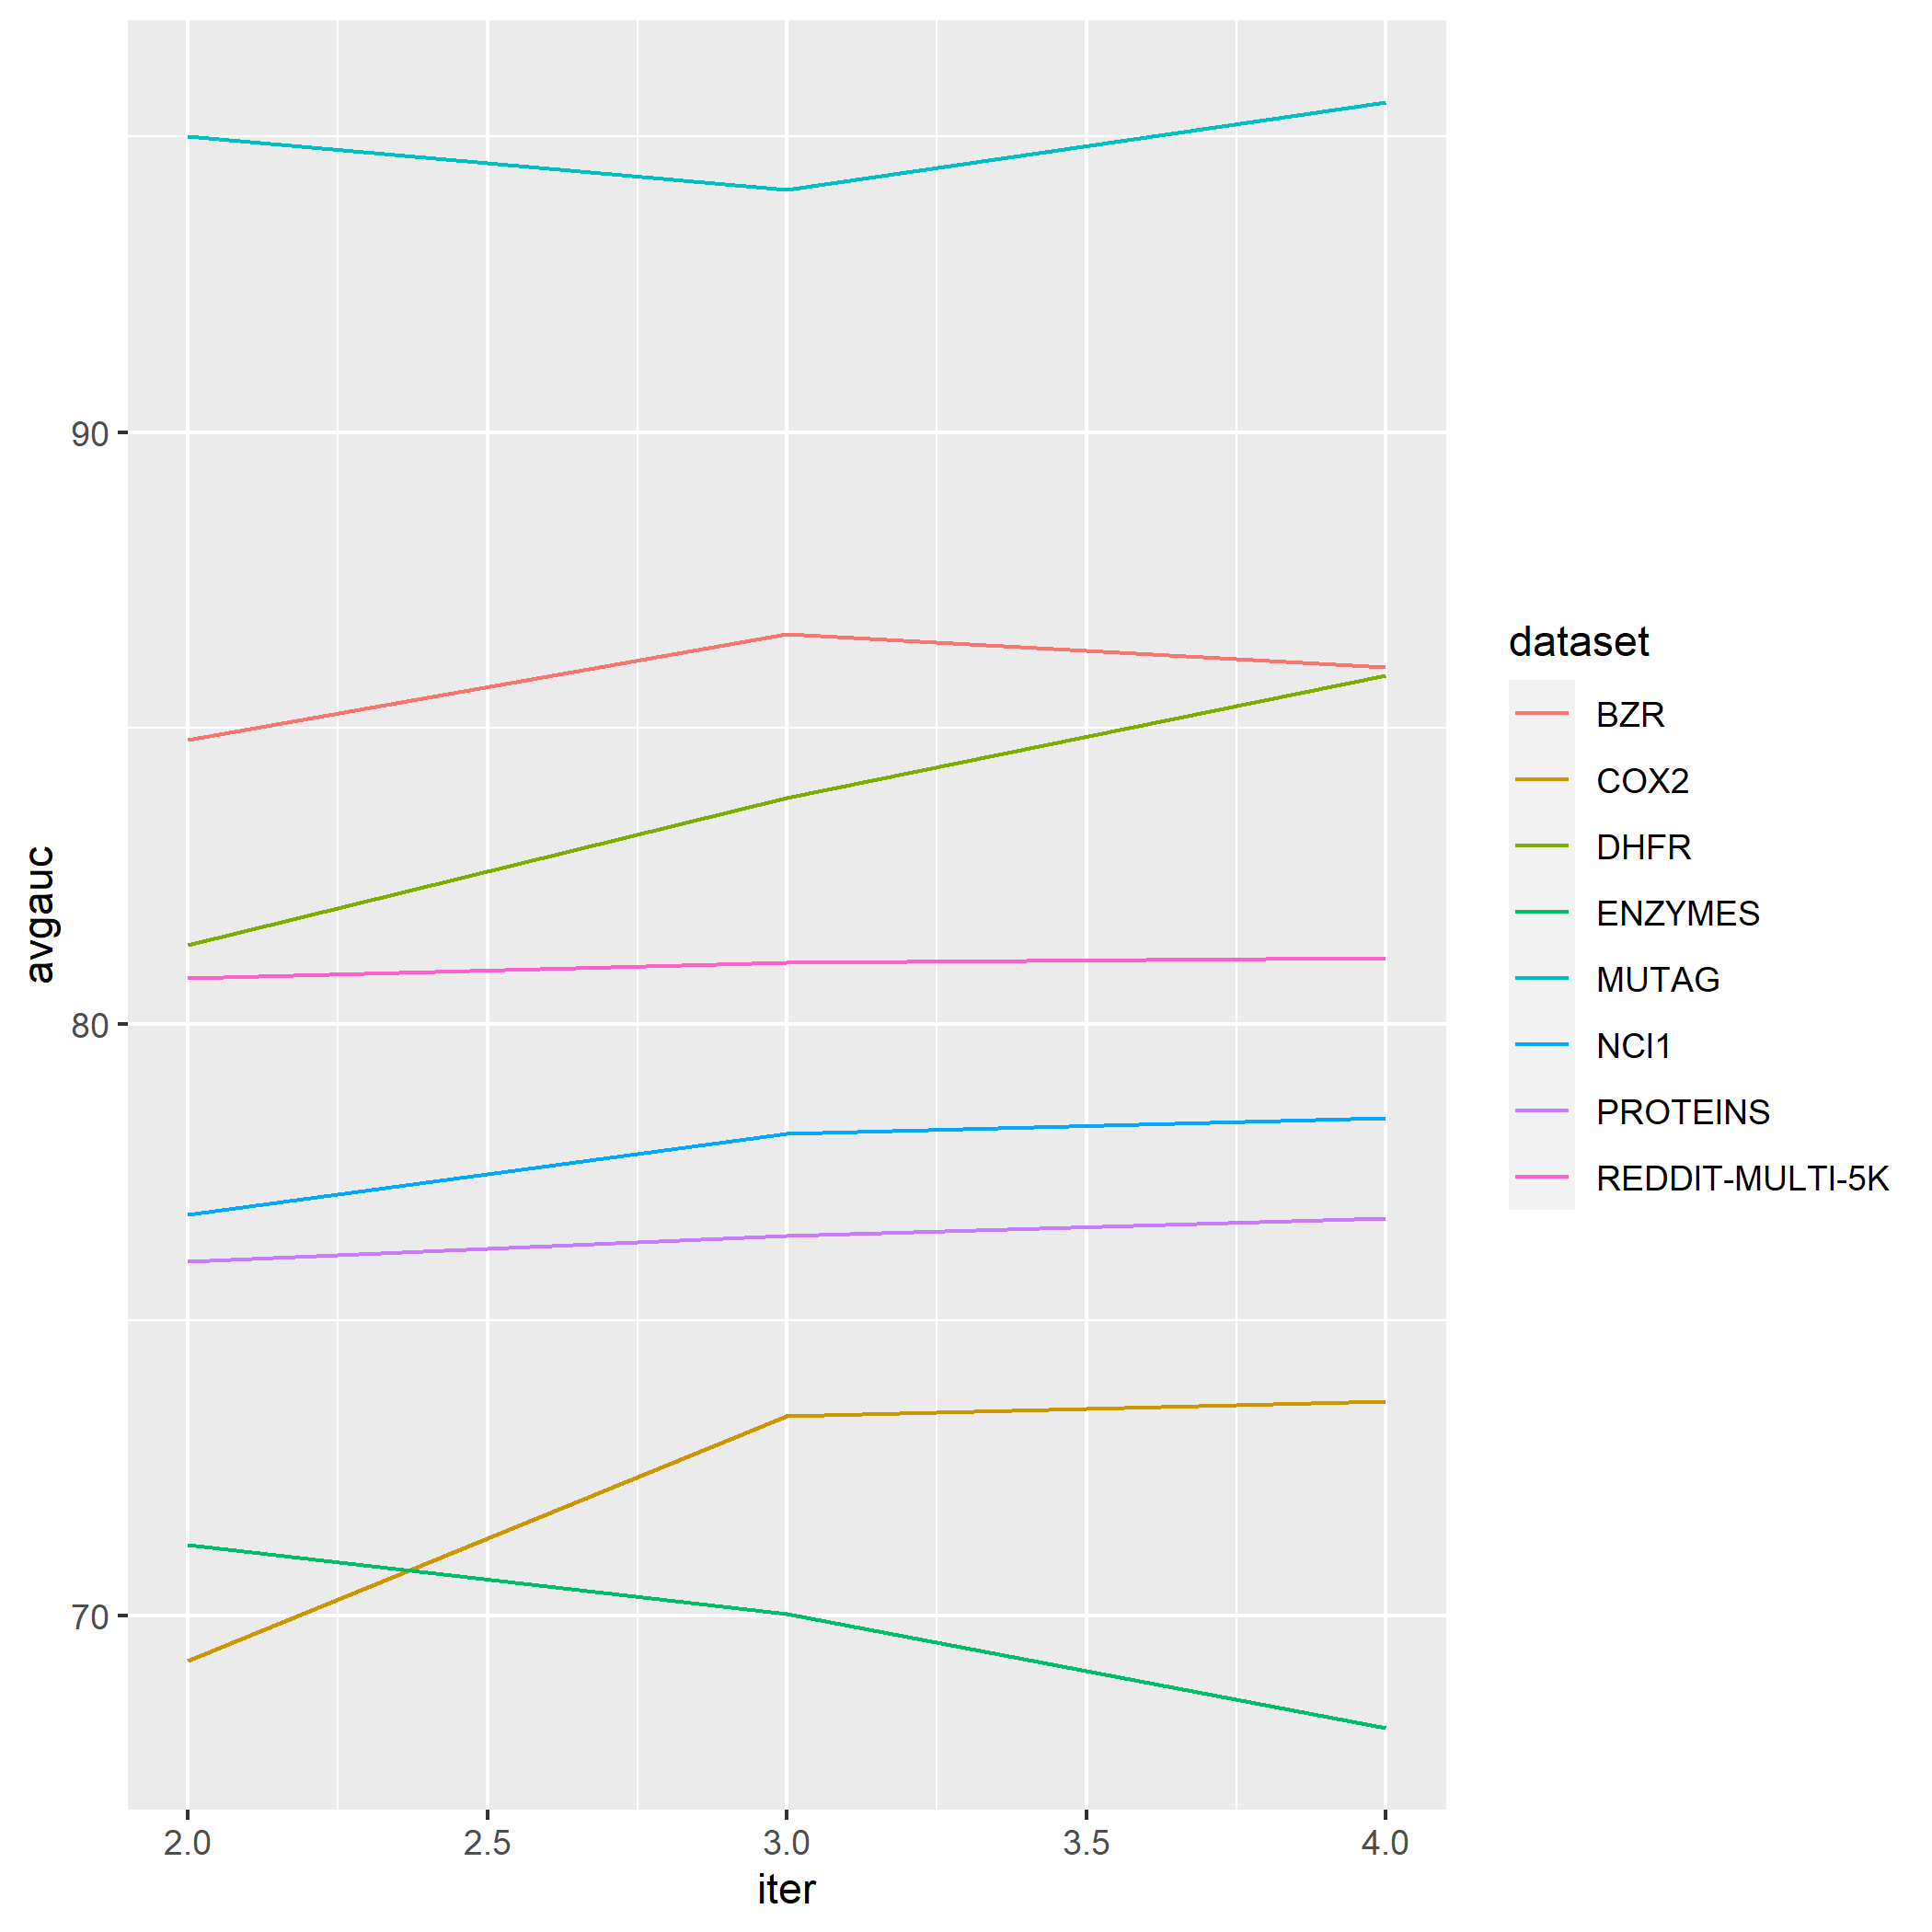 90
80
70
avgauc
2.0 2.5 3.0 3.5 4.0
iter
dataset
BZR
COX2
DHFR
ENZYMES
MUTAG
NCI1
PROTEINS
REDDIT-MULTI-5K